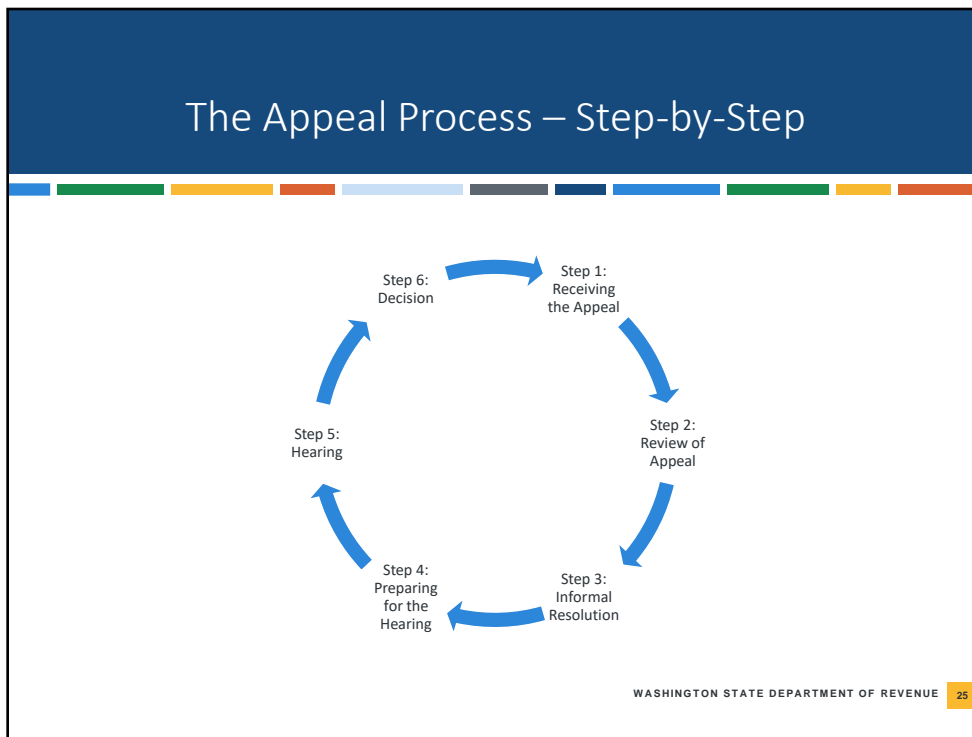 The Appeal Process – Step-by-Step
Step 1:
Receiving
the Appeal
Step 2:
Review of
Appeal
Step 3:
Informal
Resolution
Step 4:
Preparing
for the
Hearing
Step 5:
Hearing
Step 6:
Decision
WASHINGTON STATE DEPARTMENT OF REVENUE 25